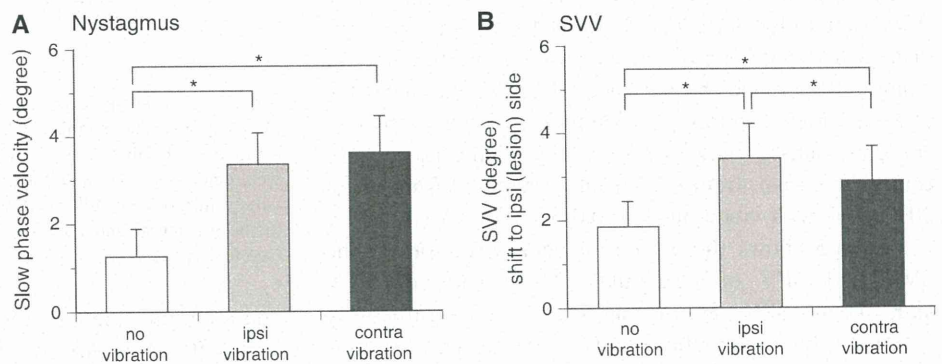 A Nystagmus
Slow phase velocity (degree)
6
4
2
0
*
*
no
vibration
ipsi
vibration
contra
vibration
B SVV
SVV (degree)
shift to ipsi (lesion) side
6
4
2
0
*
*
*
no
vibration
ipsi
vibration
contra
vibration